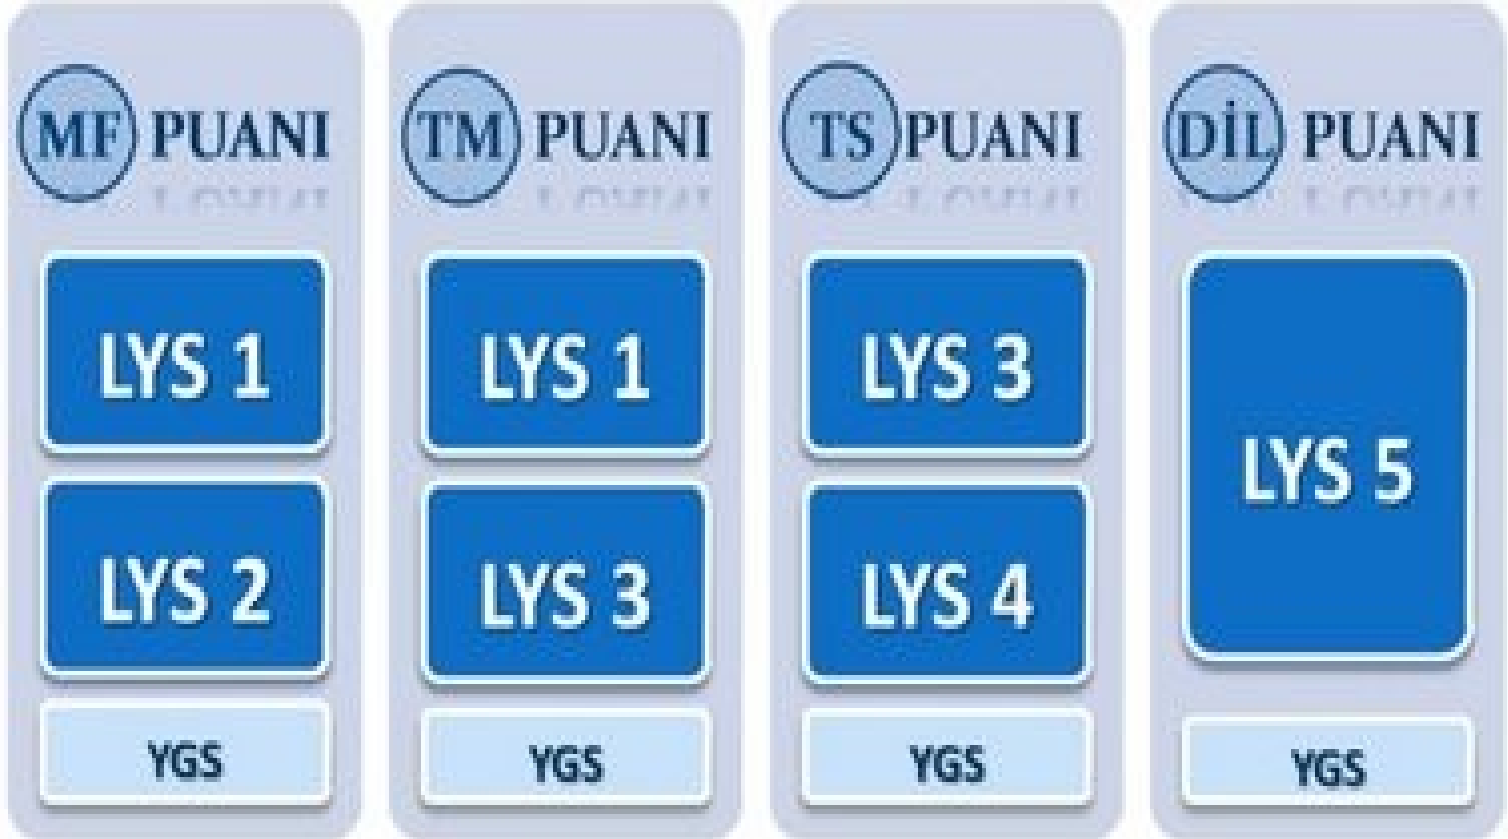 MF PUANI
LYS 1
LYS 2
YGS
TM PUANI
LYS 1
LYS 3
YGS
TS PUANI
LYS 3
LYS 4
YGS
DİL PUANI
LYS 5
YGS